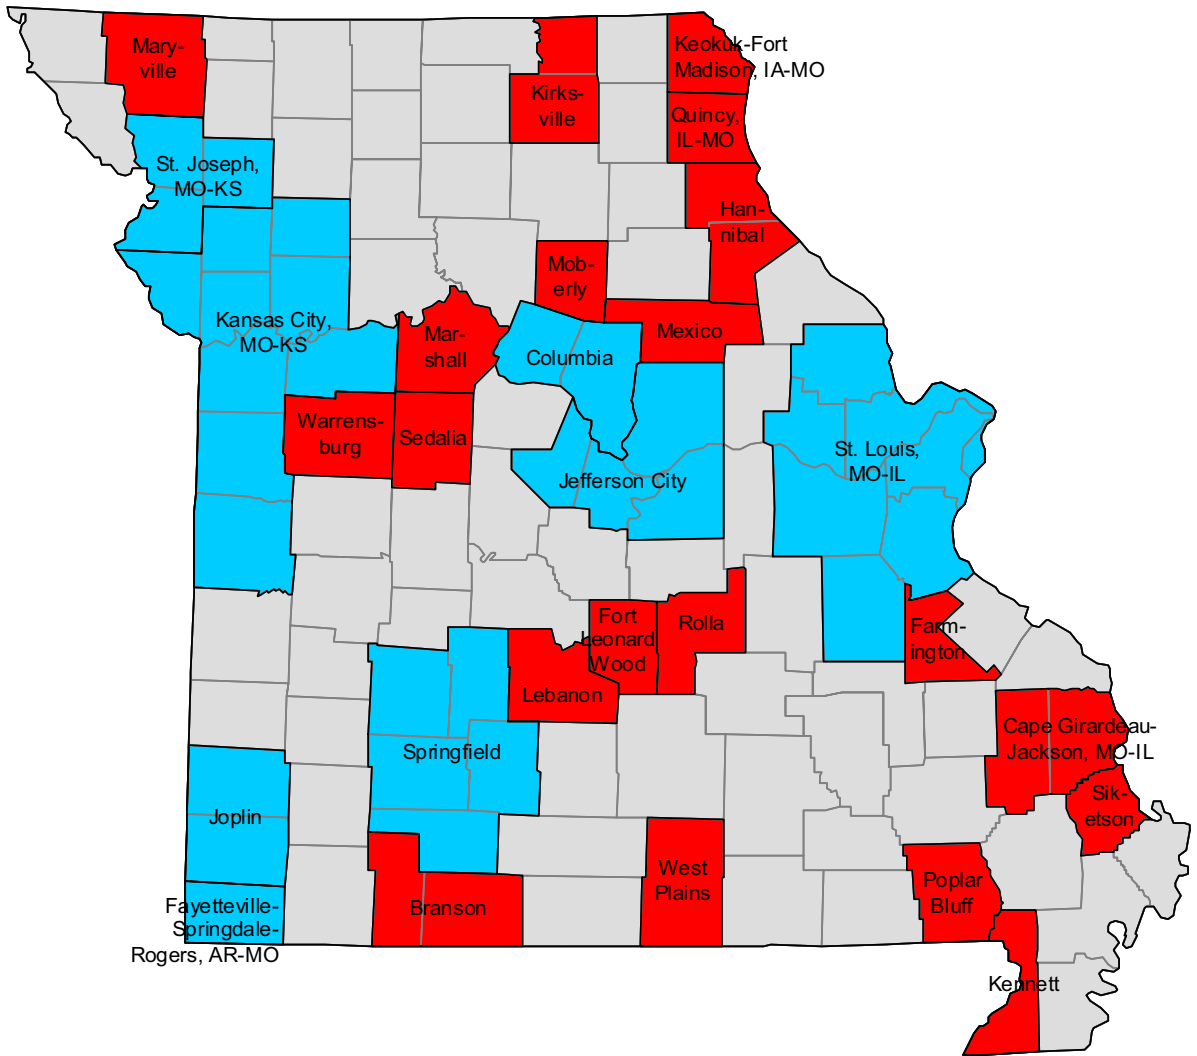 Mary-
ville
Keokuk-Fort
Madison, IA-MO
Kirks-
ville
Quincy,
IL-MO
St. Joseph,
MO-KS
Han-
nibal
Mob-
erly
Kansas City,
MO-KS
Mar-
shall
Columbia
Mexico
Warrens-
burg
Sedalia
Jefferson City
St. Louis,
MO-IL
Fort
Leonard
Wood
Rolla
Farm-
ington
Lebanon
Springfield
Cape Girardeau-
Jackson, MO-IL
Joplin
Sik-
etson
West
Plains
Poplar
Bluff
Branson
Fayetteville-
Springdale-
Rogers, AR-MO
Kennett